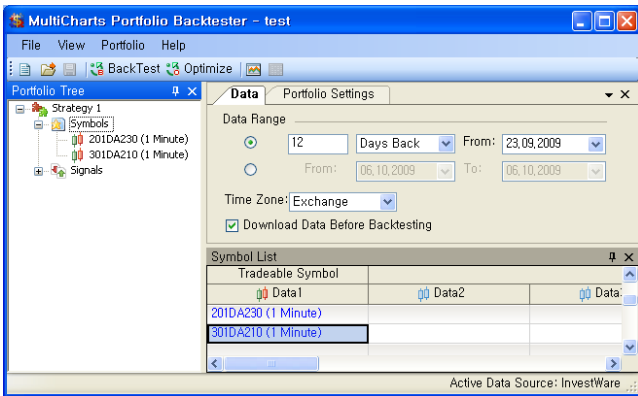 MultiCharts Portfolio Backtester - test
File View Portfolio Help
BackTest Optimize
Portfolio Tree
Strategy 1
Symbols
201DA230 (1 Minute)
301DA210 (1 Minute)
Signals
Data Portfolio Settings
Data Range
12 Days Back From: 23,09,2009
From: 06,10,2009 To: 06,10,2009
Time Zone: Exchange
Download Data Before Backtesting
Symbol List
Tradeable Symbol
Data1 Data2 Data
201DA230 (1 Minute)
301DA210 (1 Minute)
Active Data Source: InvestWare